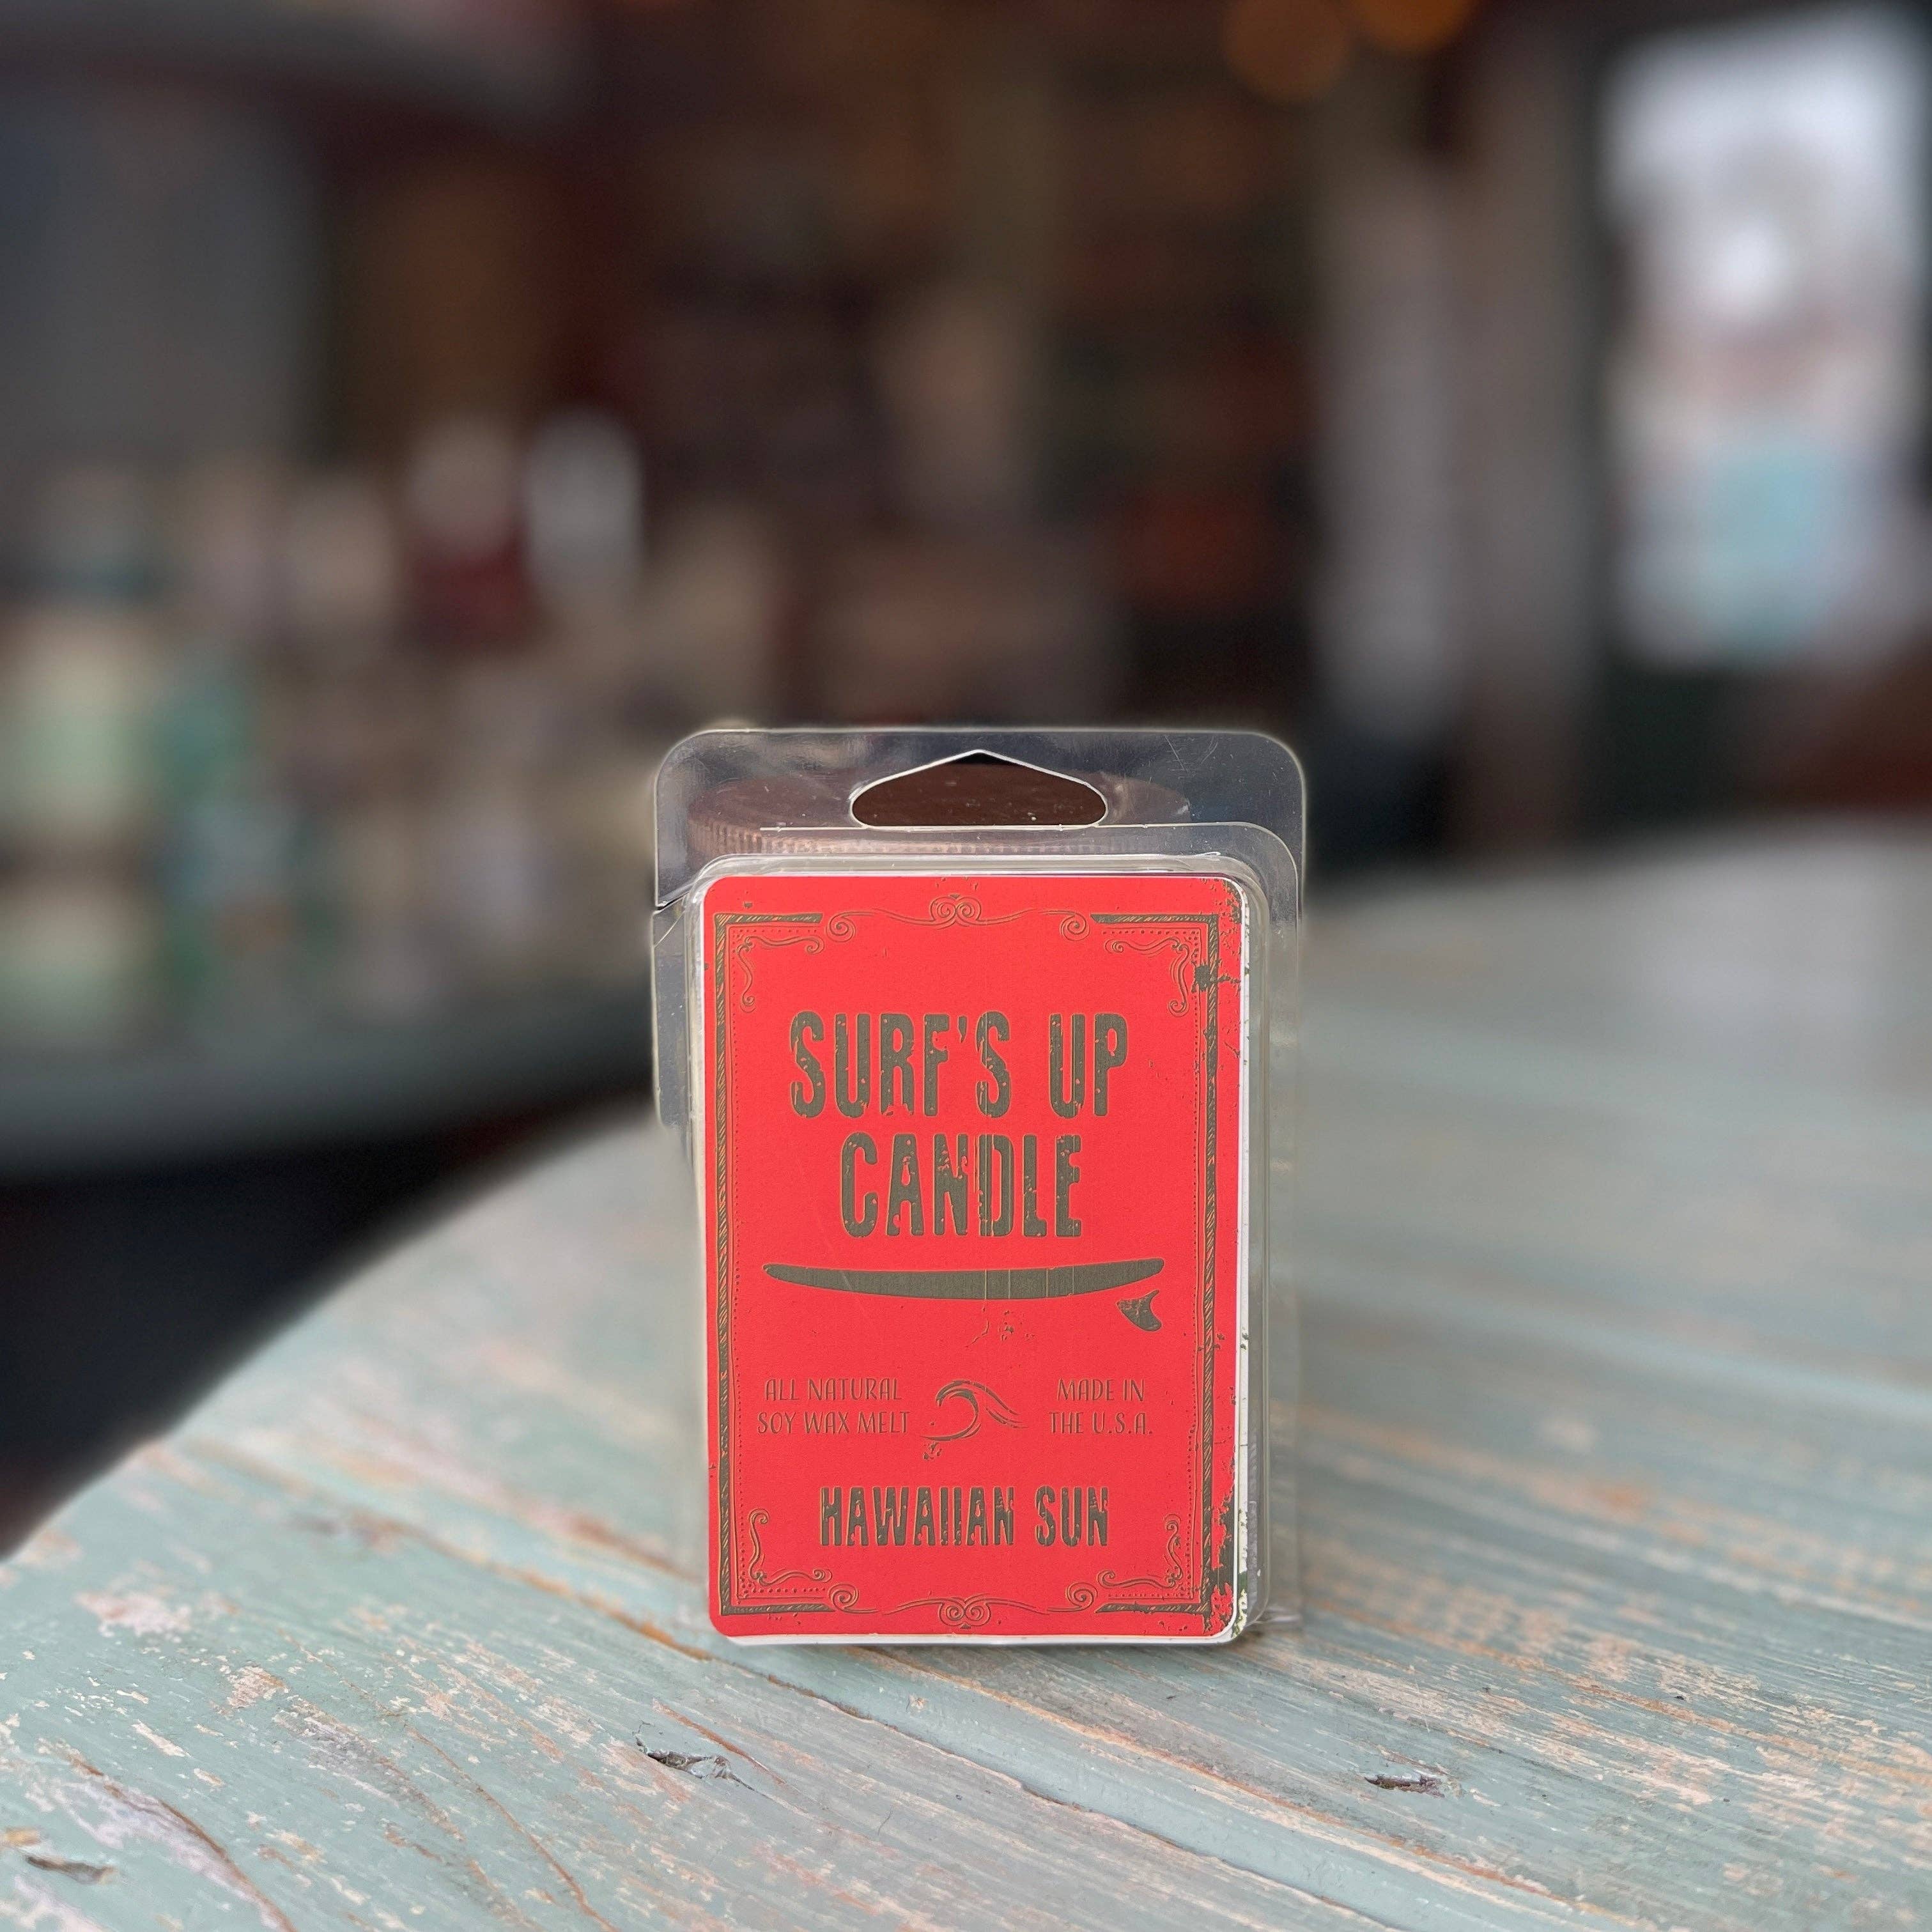 SURF'S UP
CANDLE
ALL NATURAL
SOY WAX MELT
MADE IN
THE U.S.A.
HAWAIIAN SUN